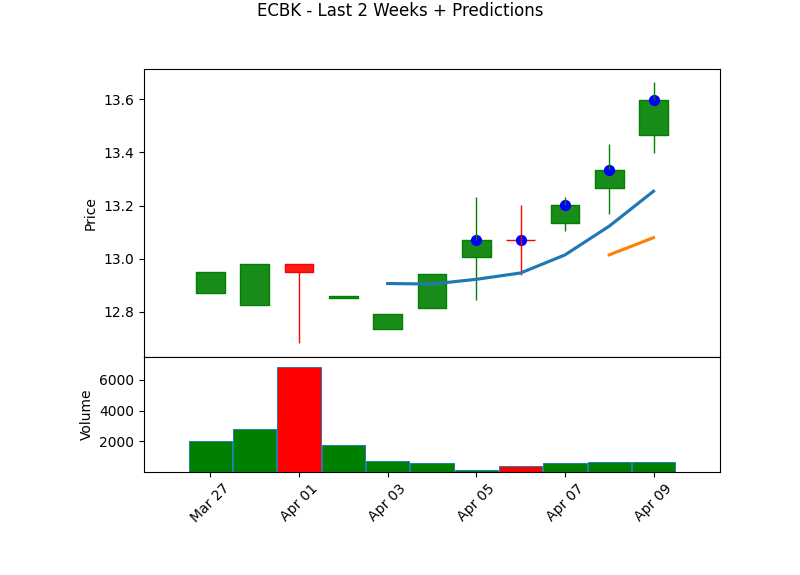 ECBK - Last 2 Weeks + Predictions
Price
13.6
13.4
13.2
13.0
12.8
Volume
6000
4000
2000
Mar 27
Apr 01
Apr 03
Apr 05
Apr 07
Apr 09